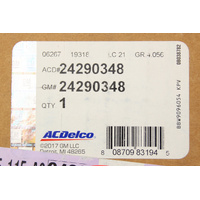 06267 1931E LC 21 GR 4.056
ACD# 24290348
GM# 24290348
QTY 1
ACDelco
©2017 GM LLC
Detroit, MI 48265
8 08709 83194 5